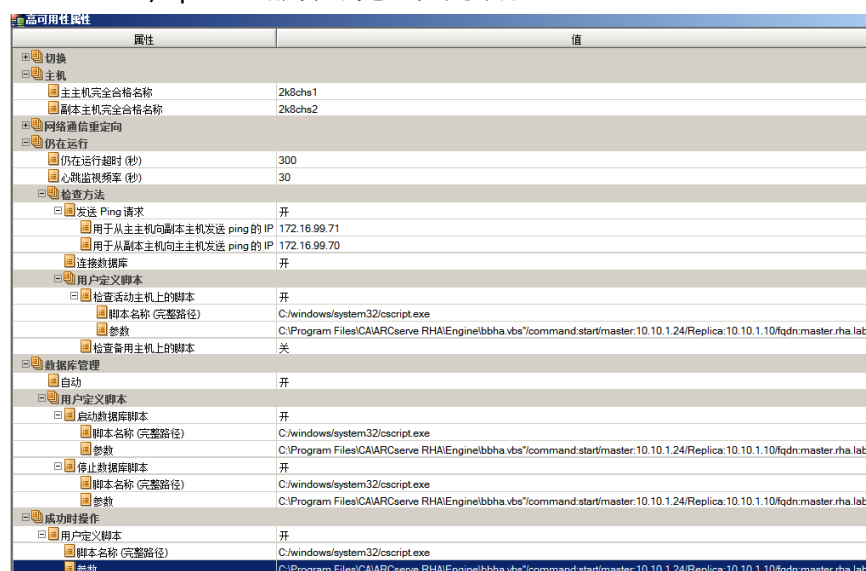 高可用性属性
属性 值
切换
主机
主主机完全合格名称 2k8chs1
副本主机完全合格名称 2k8chs2
网络通信重定向
仍在运行
仍在运行超时 (秒) 300
心跳监视频率 (秒) 30
检查方法
发送 Ping 请求 开
用于从主主机向副本主机发送 ping 的 IP 172.16.99.71
用于从副本主机向主主机发送 ping 的 IP 172.16.99.70
连接数据库 开
用户定义脚本
检查活动主机上的脚本 开
脚本名称 (完整路径) C:/windows/system32/cscript.exe
参数 C:\Program Files\CA\ARCserve RHA\Engine\bbha.vbs"/command:start/master:10.10.1.24/Replica:10.10.1.10/fqdn:master.rha.lab
检查备用主机上的脚本 关
数据库管理
自动 开
用户定义脚本
启动数据库脚本 开
脚本名称 (完整路径) C:/windows/system32/cscript.exe
参数 C:\Program Files\CA\ARCserve RHA\Engine\bbha.vbs"/command:start/master:10.10.1.24/Replica:10.10.1.10/fqdn:master.rha.lab
停止数据库脚本 开
脚本名称 (完整路径) C:/windows/system32/cscript.exe
参数 C:\Program Files\CA\ARCserve RHA\Engine\bbha.vbs"/command:start/master:10.10.1.24/Replica:10.10.1.10/fqdn:master.rha.lab
成功时操作
用户定义脚本 开
脚本名称 (完整路径) C:/windows/system32/cscript.exe
参数 C:\Program Files\CA\ARCserve RHA\Engine\bbha.vbs"/command:start/master:10.10.1.24/Replica:10.10.1.10/fqdn:master.rha.lab